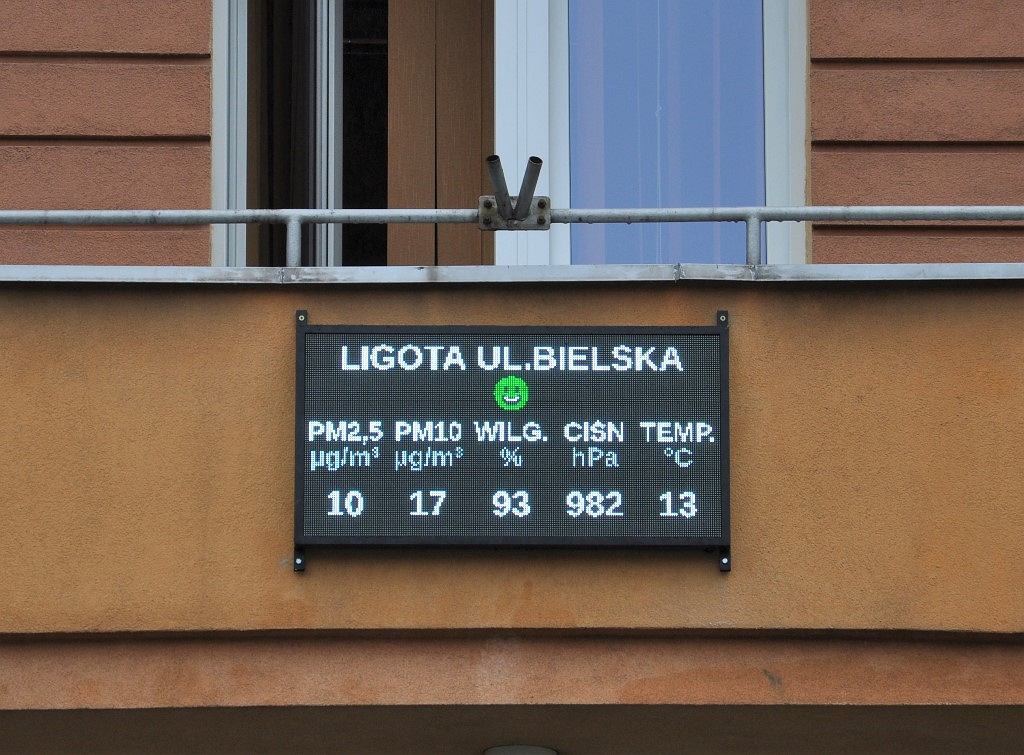 LIGOTA UL.BIELSKA
PM2,5 PM10 WILG. CIŚN TEMP.
µg/m³ µg/m³ % hPa °C
10 17 93 982 13